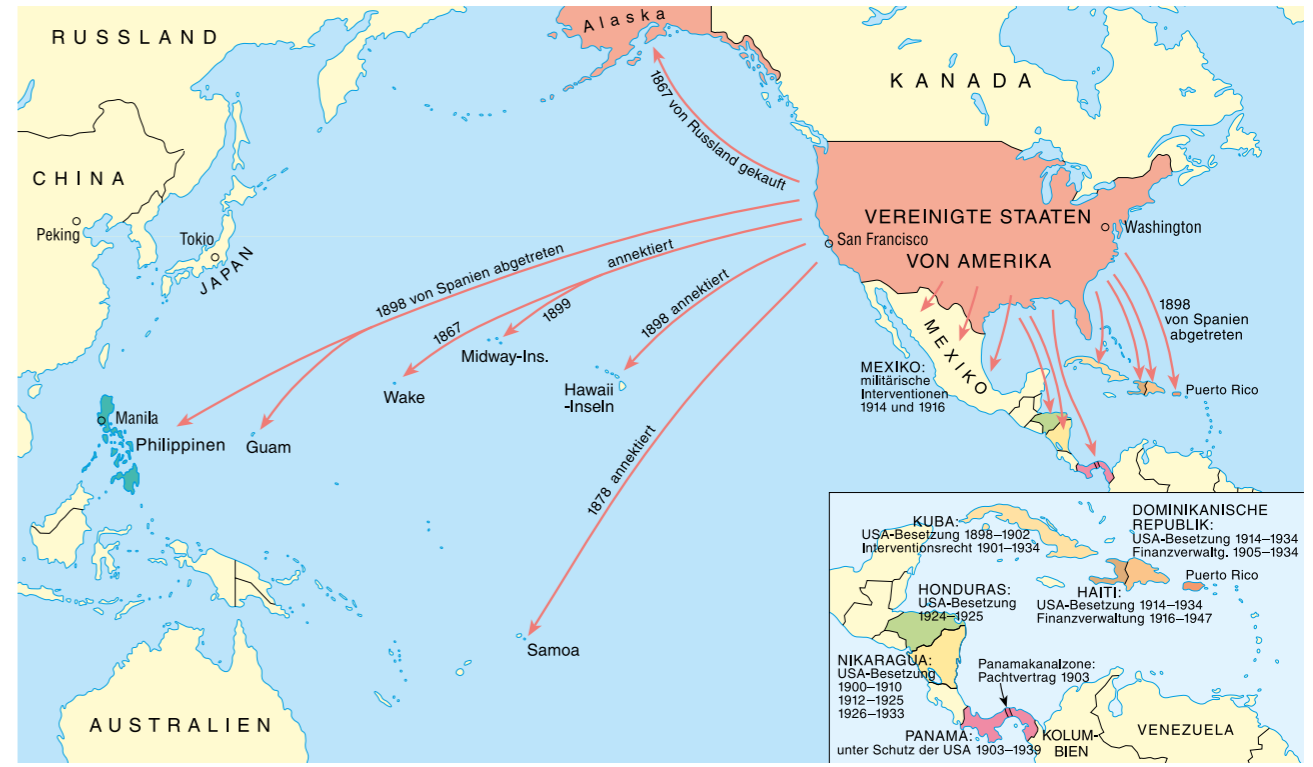 RUSSLAND
Alaska
KANADA
1867 von Russland gekauft
CHINA
Peking
Tokio
JAPAN
VEREINIGTE STAATEN
VON AMERIKA
Washington
San Francisco
1898 von Spanien abgetreten
annektiert
1867
1899
1898 annektiert
1878 annektiert
1898
von Spanien
abgetreten
MEXIKO
MEXIKO:
militärische
Interventionen
1914 und 1916
Midway-Ins.
Wake
Hawaii
-Inseln
Puerto Rico
Manila
Philippinen
Guam
Samoa
AUSTRALIEN
KUBA:
USA-Besetzung 1898–1902
Interventionsrecht 1901–1934
DOMINIKANISCHE
REPUBLIK:
USA-Besetzung 1914–1934
Finanzverwaltg. 1905–1934
Puerto Rico
HAITI:
USA-Besetzung 1914–1934
Finanzverwaltung 1916–1947
HONDURAS:
USA-Besetzung
1924–1925
NIKARAGUA:
USA-Besetzung
1900–1910
1912–1925
1926–1933
Panamakanalzone:
Pachtvertrag 1903
PANAMA:
unter Schutz der USA 1903–1939
KOLUM-
BIEN
VENEZUELA